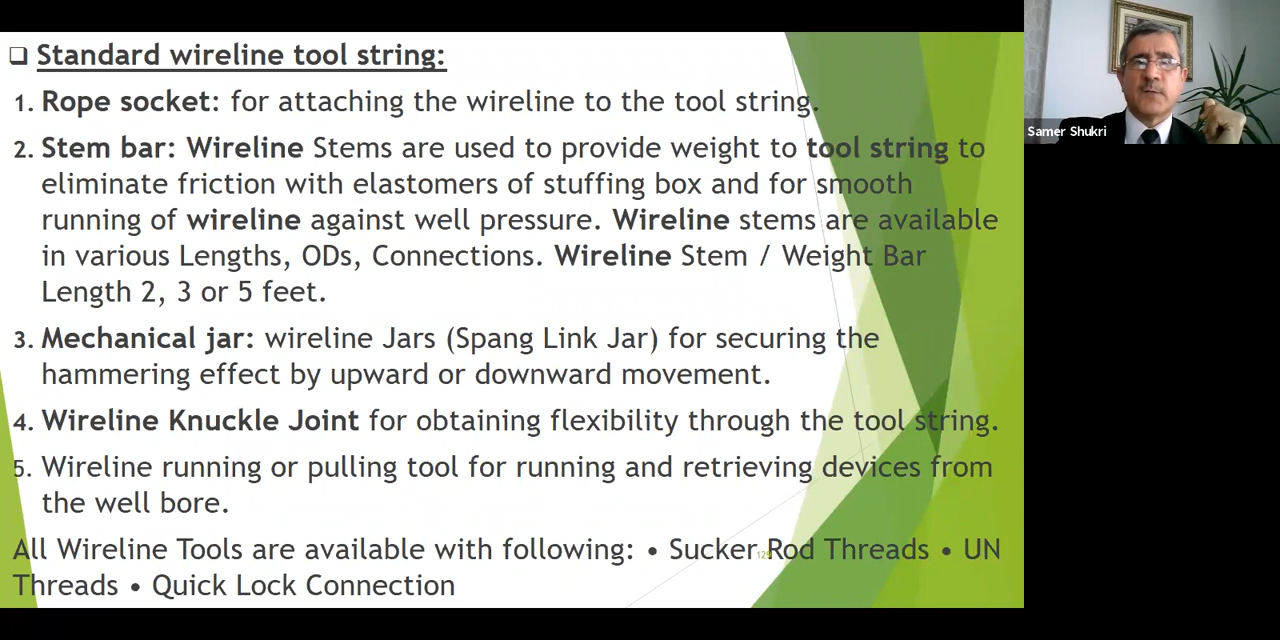 ❑ Standard wireline tool string:
1. Rope socket: for attaching the wireline to the tool string.
2. Stem bar: Wireline Stems are used to provide weight to tool string to
eliminate friction with elastomers of stuffing box and for smooth
running of wireline against well pressure. Wireline stems are available
in various Lengths, ODs, Connections. Wireline Stem / Weight Bar
Length 2, 3 or 5 feet.
3. Mechanical jar: wireline Jars (Spang Link Jar) for securing the
hammering effect by upward or downward movement.
4. Wireline Knuckle Joint for obtaining flexibility through the tool string.
5. Wireline running or pulling tool for running and retrieving devices from
the well bore.
All Wireline Tools are available with following: • Sucker Rod Threads • UN
Threads • Quick Lock Connection
Samer Shukri